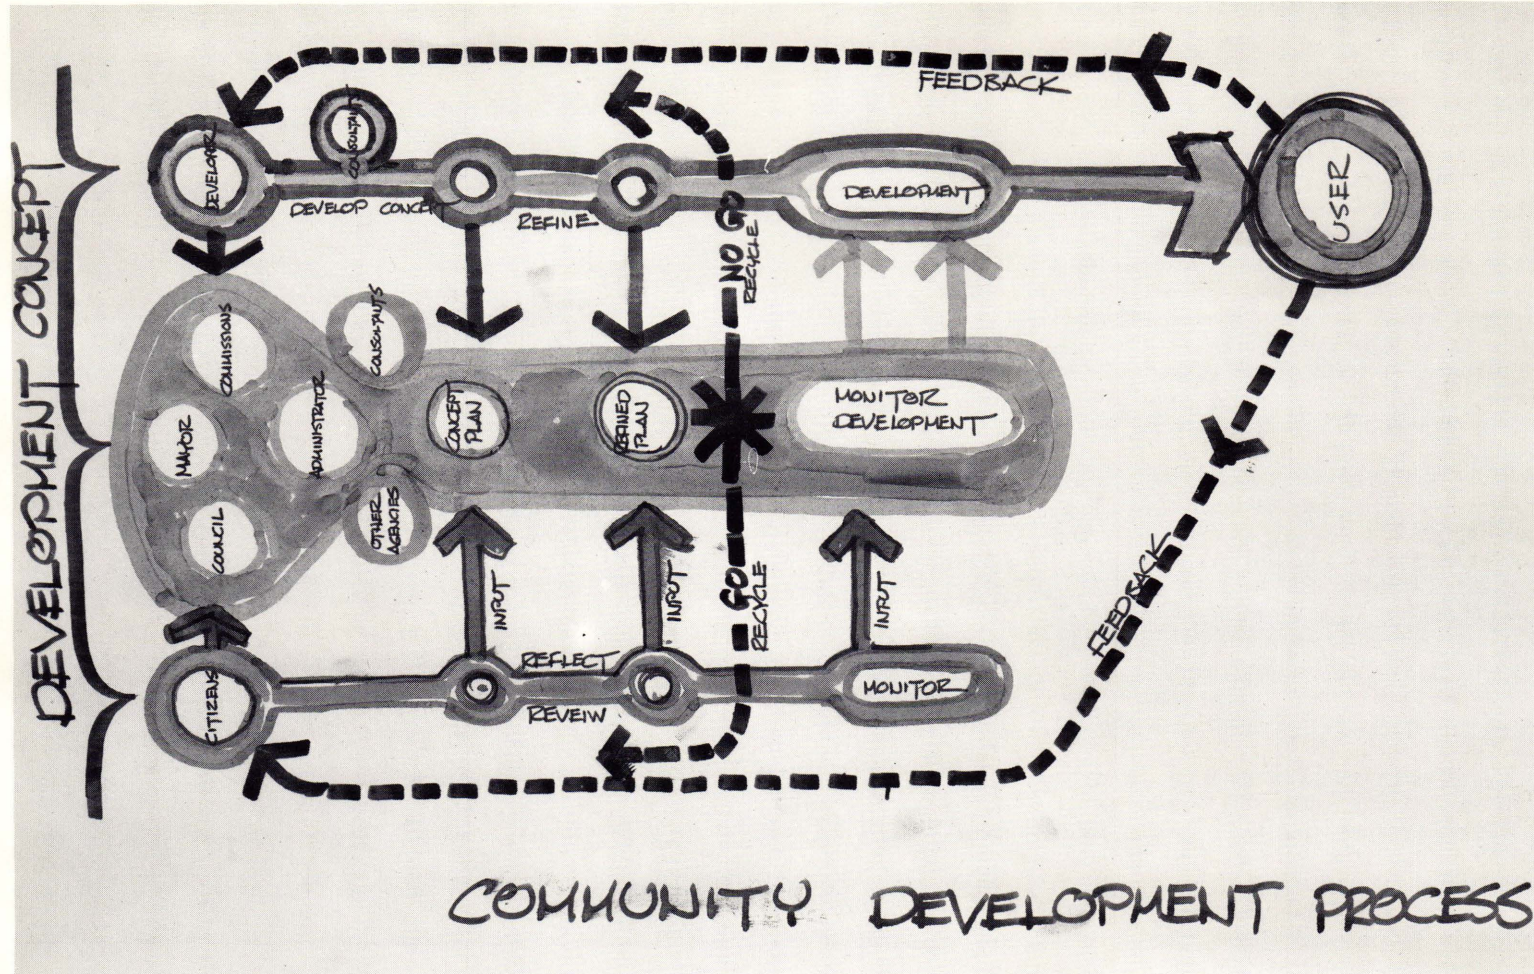 FEEDBACK
CONSULTANTS
DEVELOPER
DEVELOP CONCEPT
REFINE
DEVELOPMENT
USER
NO GO
RECYCLE
DEVELOPMENT CONCEPT
COMMISSIONS
CONSULTANTS
MAYOR
ADMINISTRATOR
COUNCIL
OTHER
AGENCIES
CONCEPT
PLAN
REFINED
PLAN
MONITOR
DEVELOPMENT
GO
RECYCLE
INPUT
INPUT
INPUT
FEEDBACK
CITIZENS
REFLECT
REVEIW
MONITOR
COMMUNITY DEVELOPMENT PROCESS